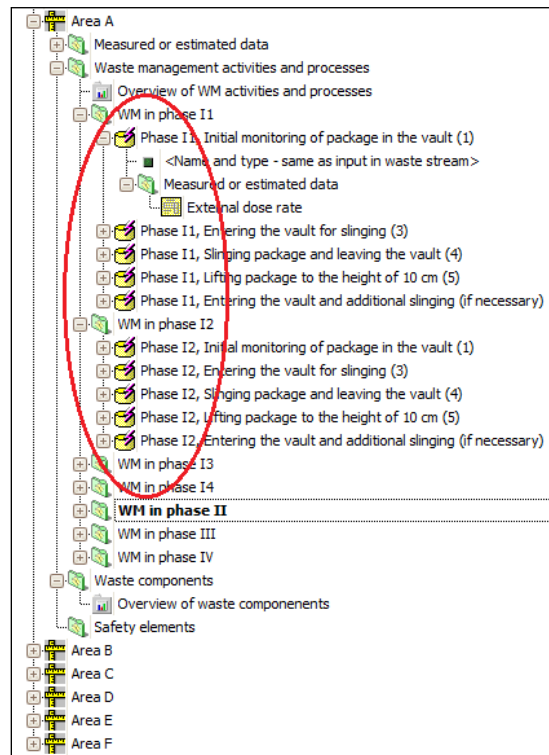 Area A
Measured or estimated data
Waste management activities and processes
Overview of WM activities and processes
WM in phase I1
Phase I1, Initial monitoring of package in the vault (1)
<Name and type - same as input in waste stream>
Measured or estimated data
External dose rate
Phase I1, Entering the vault for slinging (3)
Phase I1, Slinging package and leaving the vault (4)
Phase I1, Lifting package to the height of 10 cm (5)
Phase I1, Entering the vault and additional slinging (if necessary)
WM in phase I2
Phase I2, Initial monitoring of package in the vault (1)
Phase I2, Entering the vault for slinging (3)
Phase I2, Slinging package and leaving the vault (4)
Phase I2, Lifting package to the height of 10 cm (5)
Phase I2, Entering the vault and additional slinging (if necessary)
WM in phase I3
WM in phase I4
WM in phase II
WM in phase III
WM in phase IV
Waste components
Overview of waste componenents
Safety elements
Area B
Area C
Area D
Area E
Area F